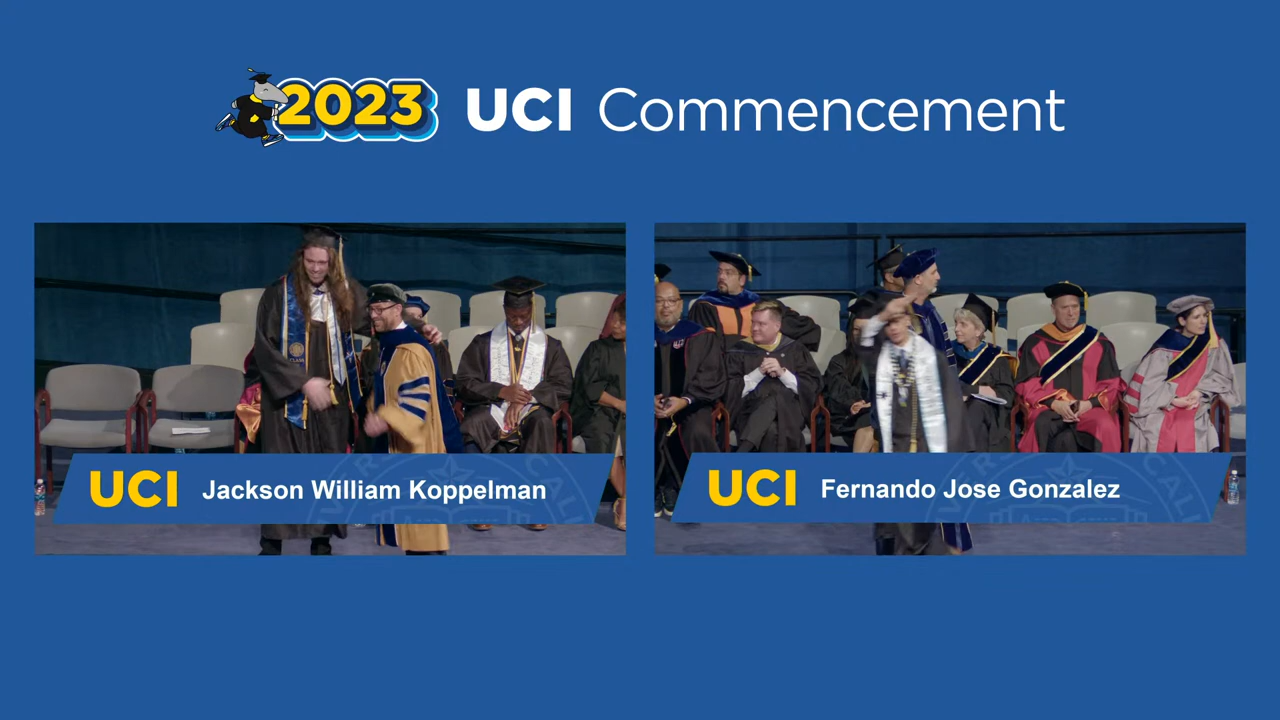 2023 UCI Commencement
UCI Jackson William Koppelman
UCI Fernando Jose Gonzalez